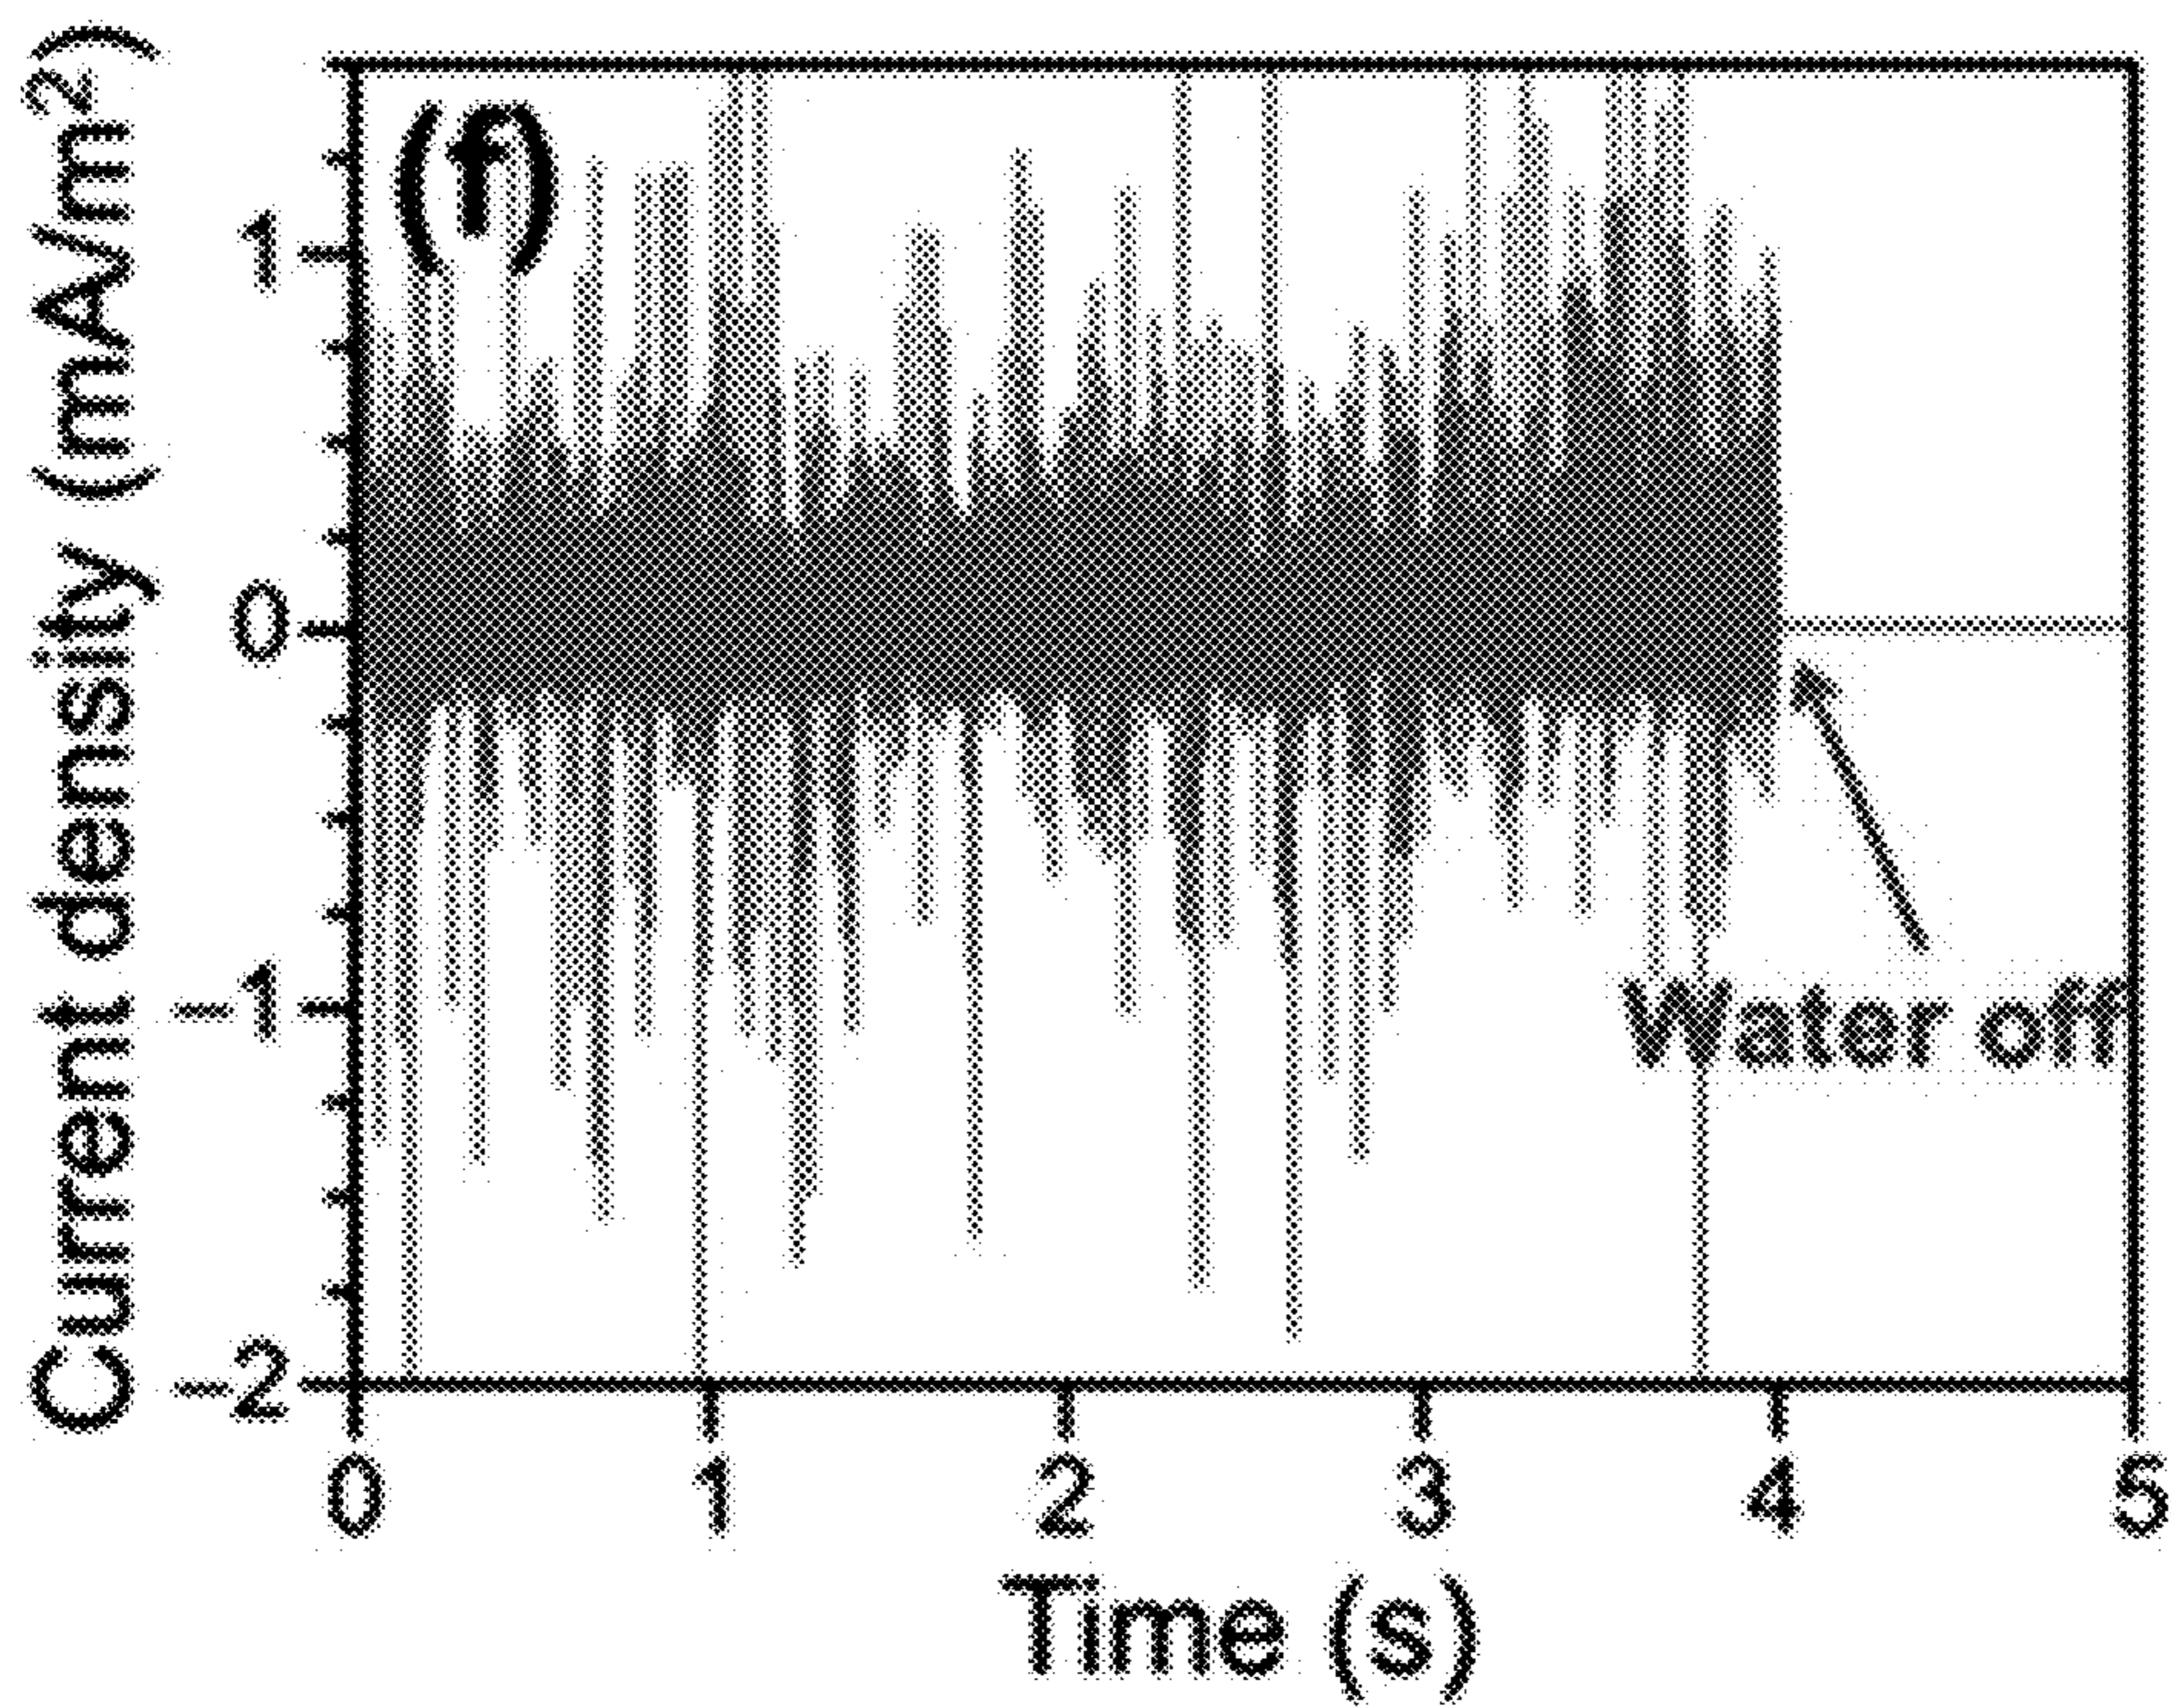 Current density (mA/m²)
(f)
1
0
−1
−2
Water off
0 1 2 3 4 5
Time (s)